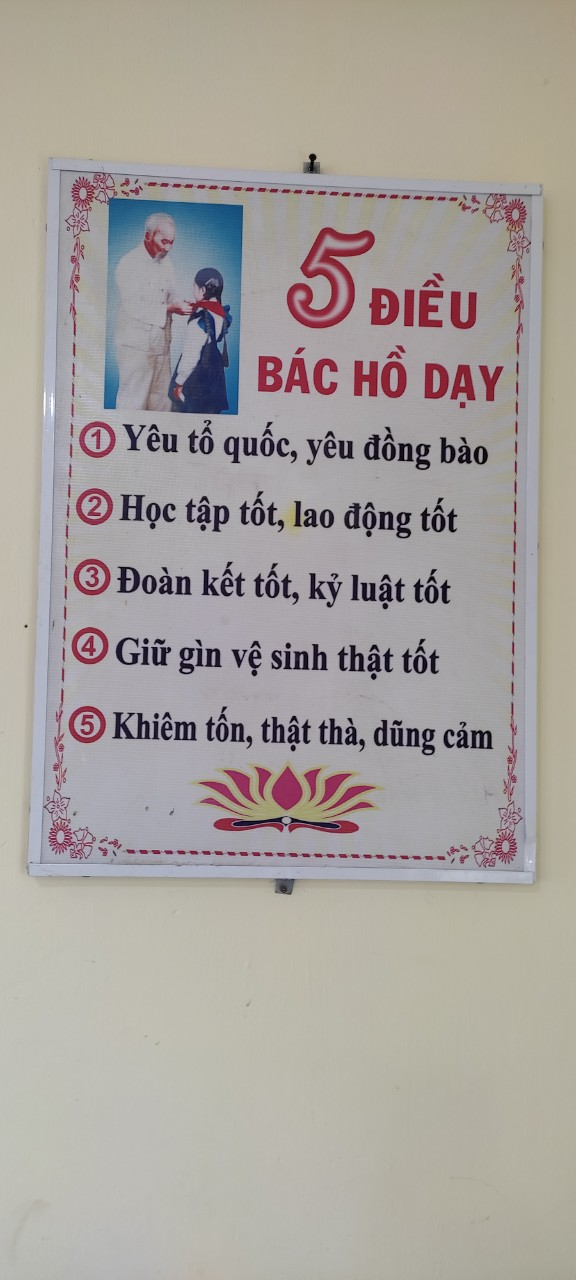 5 ĐIỀU
BÁC HỒ DẠY
1 Yêu tổ quốc, yêu đồng bào
2 Học tập tốt, lao động tốt
3 Đoàn kết tốt, kỷ luật tốt
4 Giữ gìn vệ sinh thật tốt
5 Khiêm tốn, thật thà, dũng cảm